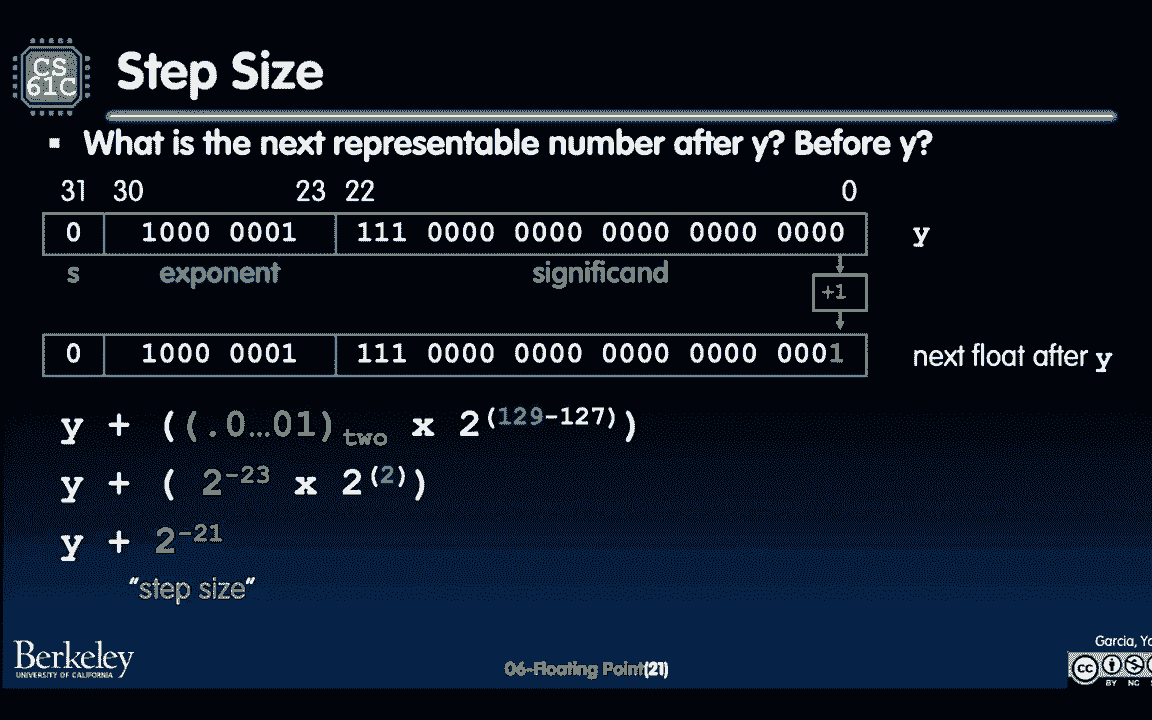 CS
61C
Step Size
▪ What is the next representable number after y? Before y?
31 30 23 22 0
0 1000 0001 111 0000 0000 0000 0000 0000 y
s exponent significand
+1
0 1000 0001 111 0000 0000 0000 0000 0001 next float after y
y + ((.0…01)two x 2^(129-127))
y + ( 2^-23 x 2^(2))
y + 2^-21
"step size"
Berkeley
UNIVERSITY OF CALIFORNIA
06-Floating Point(21)
Garcia,
cc
BY NC